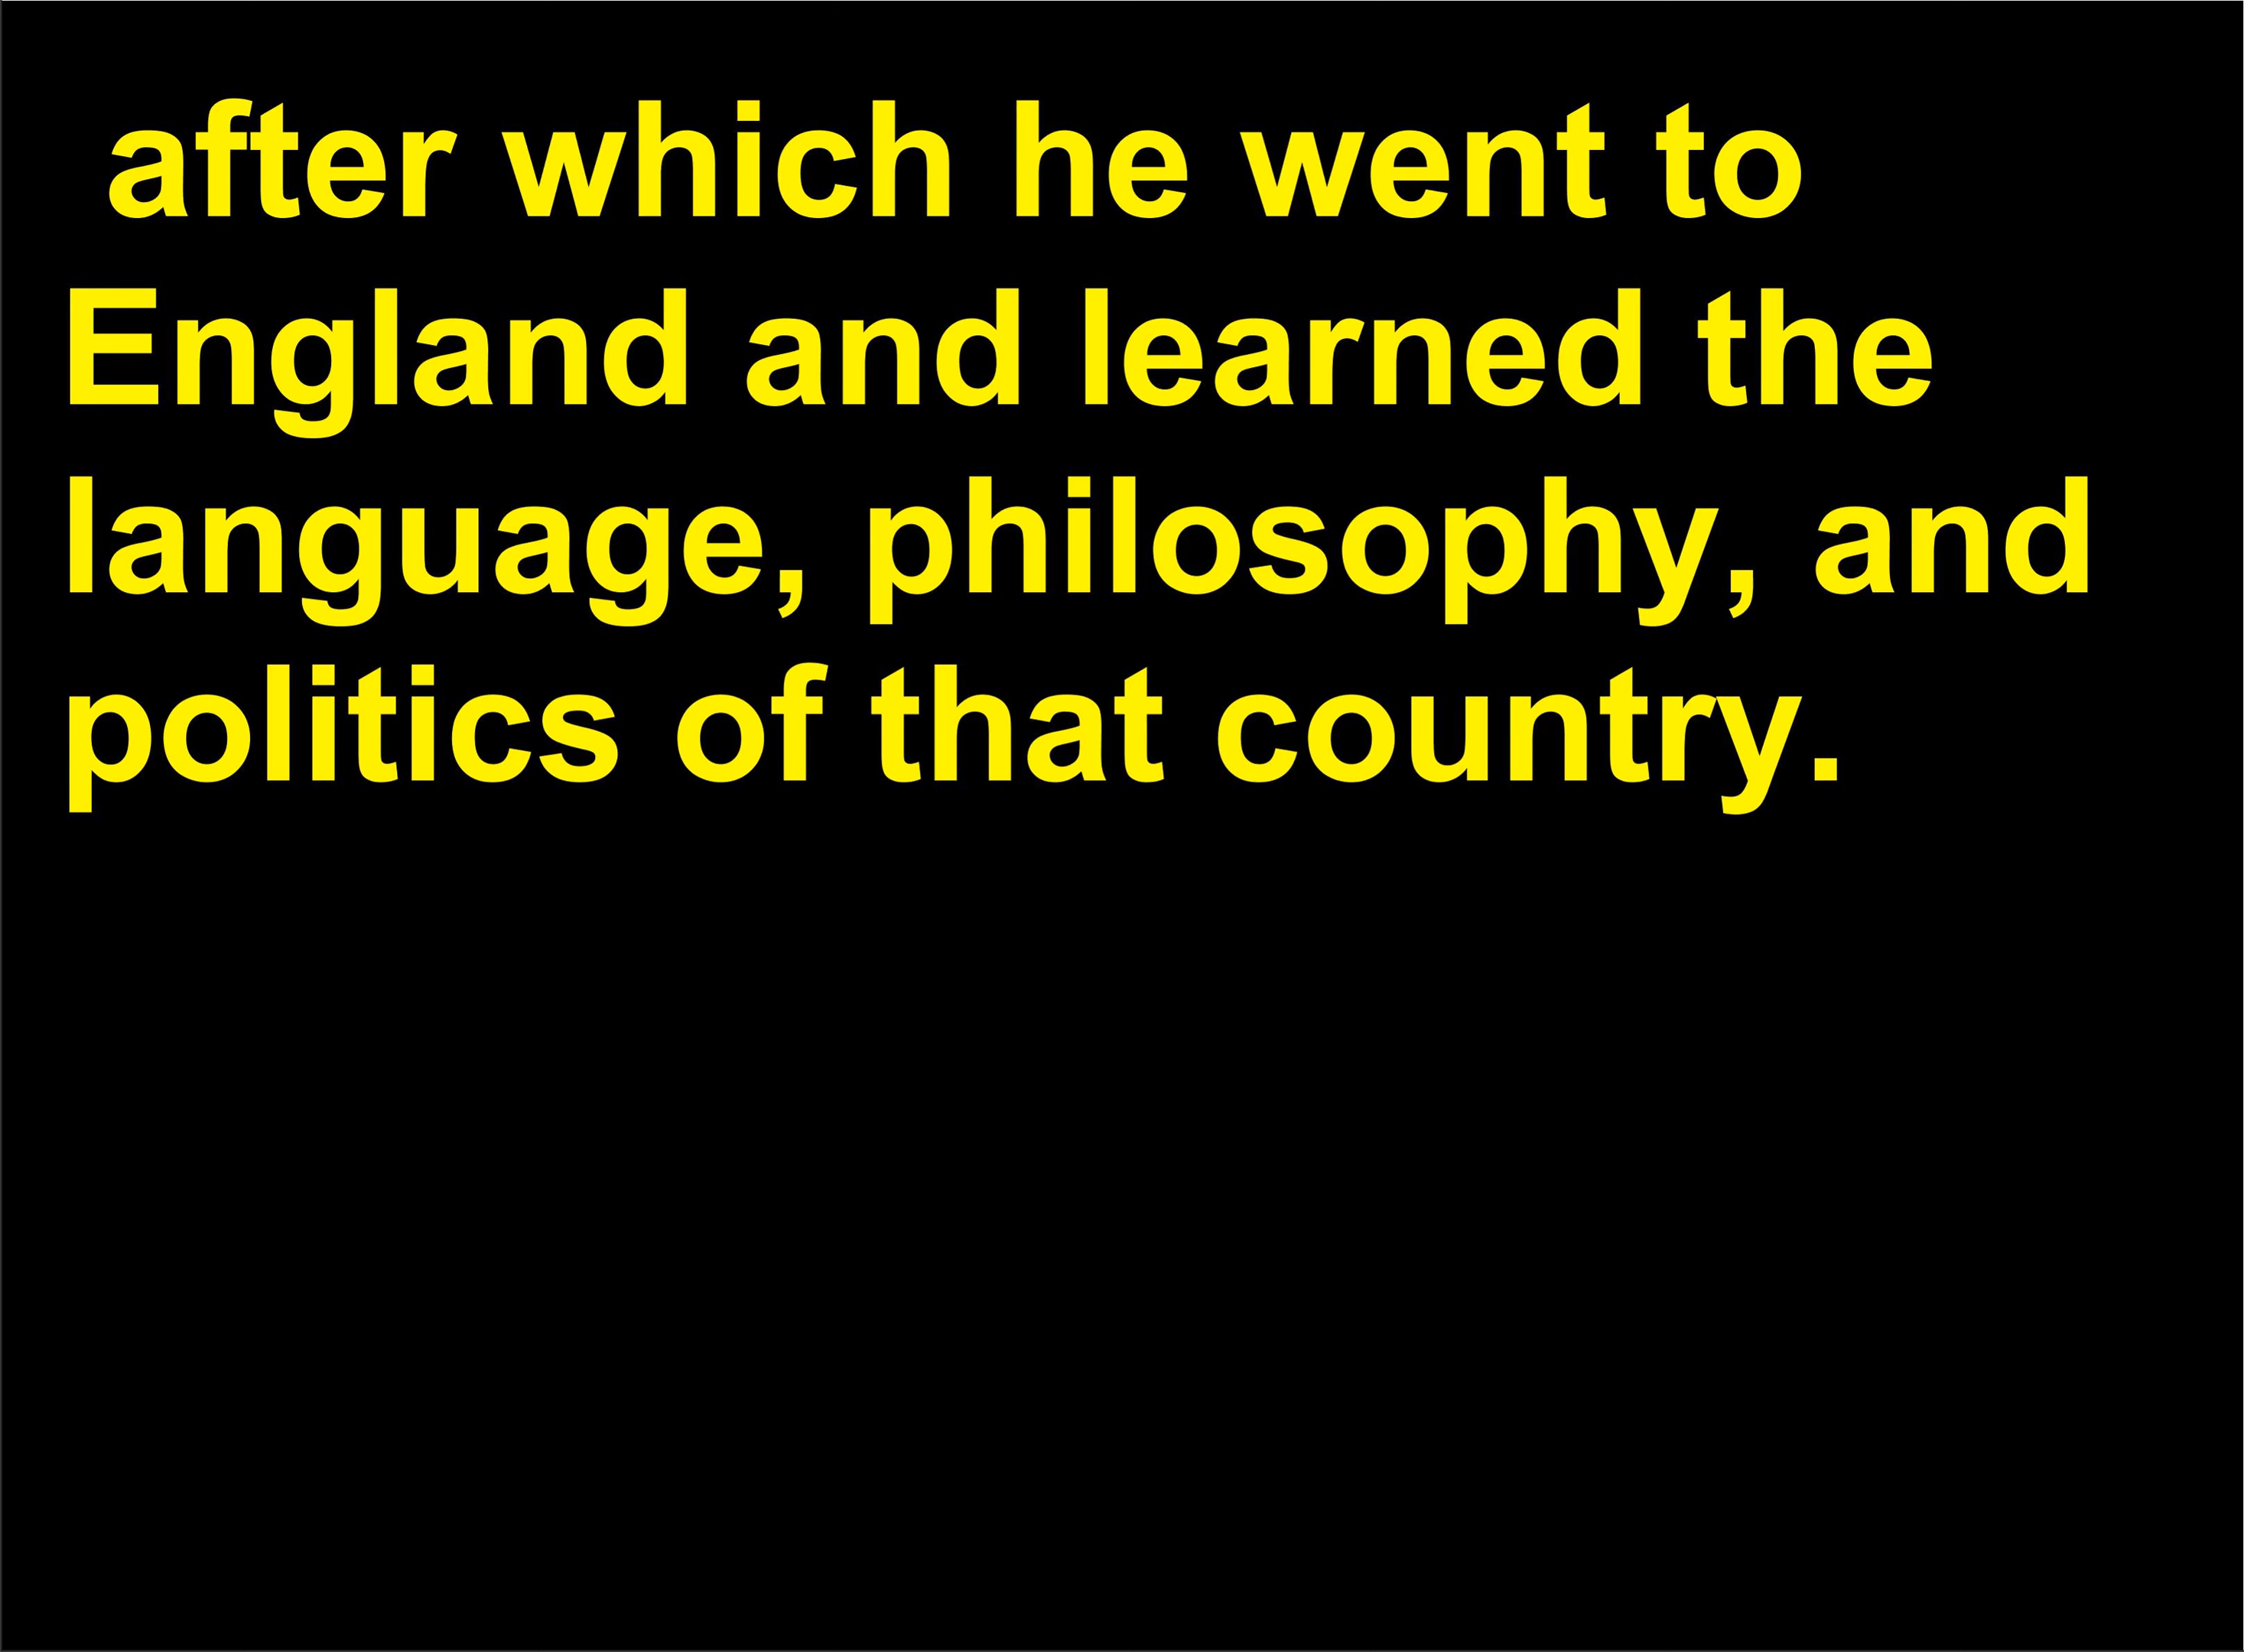 after which he went to
England and learned the
language, philosophy, and
politics of that country.